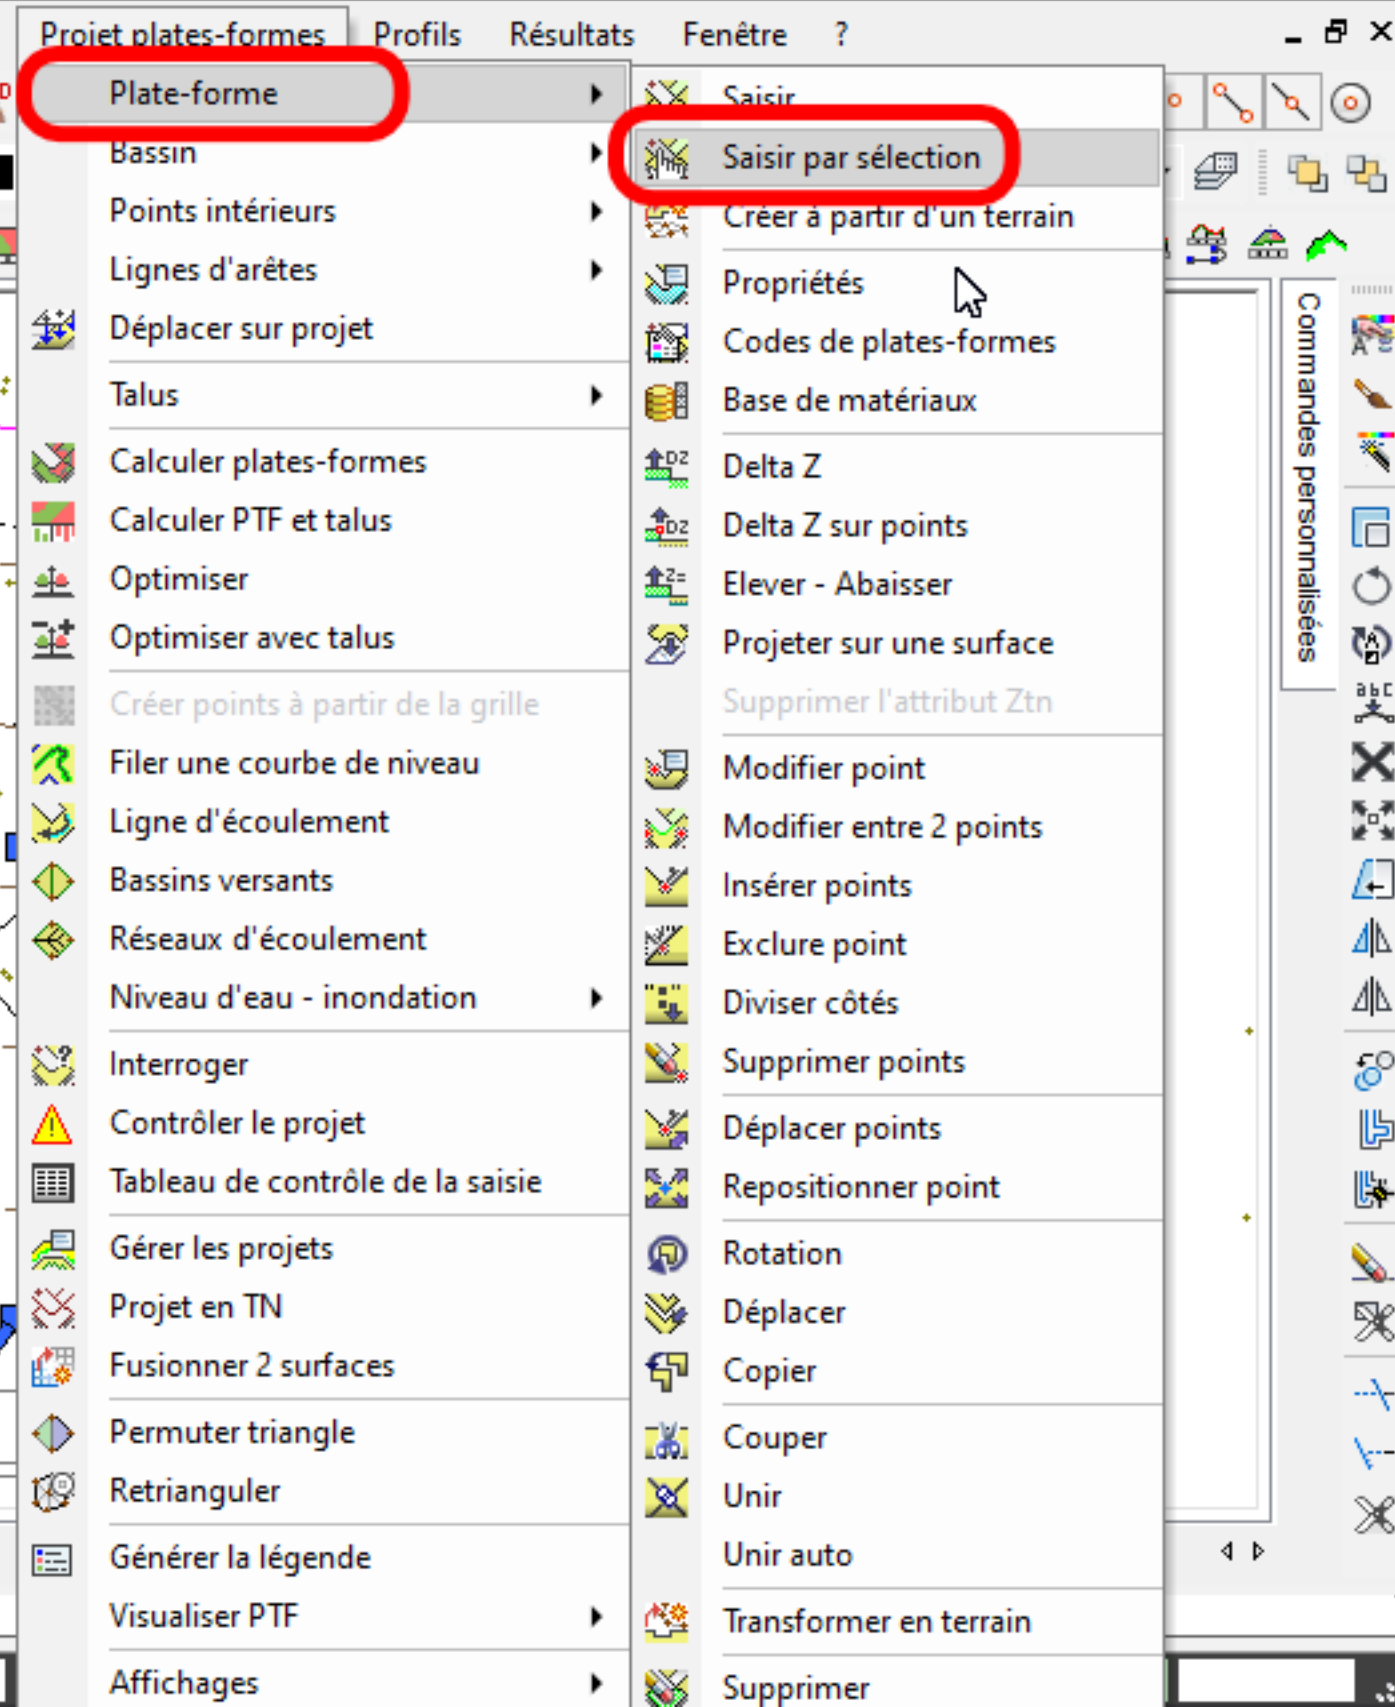 Projet plates-formes Profils Résultats Fenêtre ?
Plate-forme
Bassin
Points intérieurs
Lignes d'arêtes
Déplacer sur projet
Talus
Calculer plates-formes
Calculer PTF et talus
Optimiser
Optimiser avec talus
Créer points à partir de la grille
Filer une courbe de niveau
Ligne d'écoulement
Bassins versants
Réseaux d'écoulement
Niveau d'eau - inondation
Interroger
Contrôler le projet
Tableau de contrôle de la saisie
Gérer les projets
Projet en TN
Fusionner 2 surfaces
Permuter triangle
Retrianguler
Générer la légende
Visualiser PTF
Affichages
Saisir
Saisir par sélection
Créer à partir d'un terrain
Propriétés
Codes de plates-formes
Base de matériaux
Delta Z
Delta Z sur points
Elever - Abaisser
Projeter sur une surface
Supprimer l'attribut Ztn
Modifier point
Modifier entre 2 points
Insérer points
Exclure point
Diviser côtés
Supprimer points
Déplacer points
Repositionner point
Rotation
Déplacer
Copier
Couper
Unir
Unir auto
Transformer en terrain
Supprimer
Commandes personnalisées